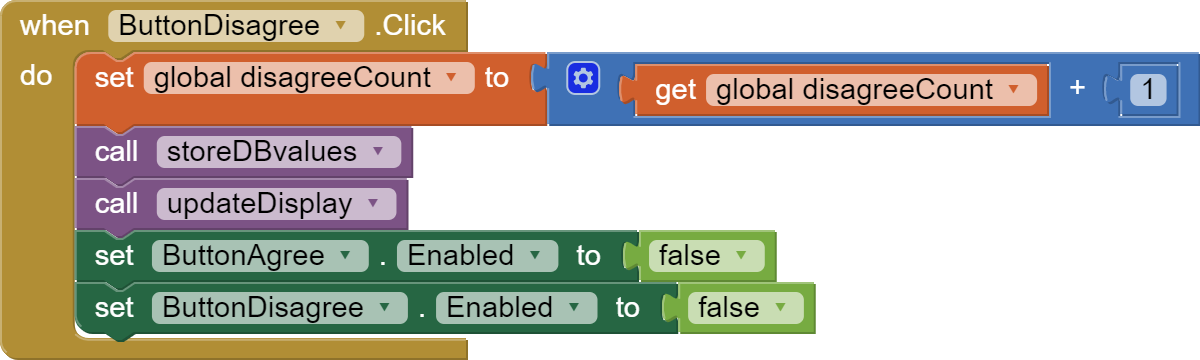 when ButtonDisagree .Click
do set global disagreeCount to get global disagreeCount + 1
call storeDBvalues
call updateDisplay
set ButtonAgree . Enabled to false
set ButtonDisagree . Enabled to false